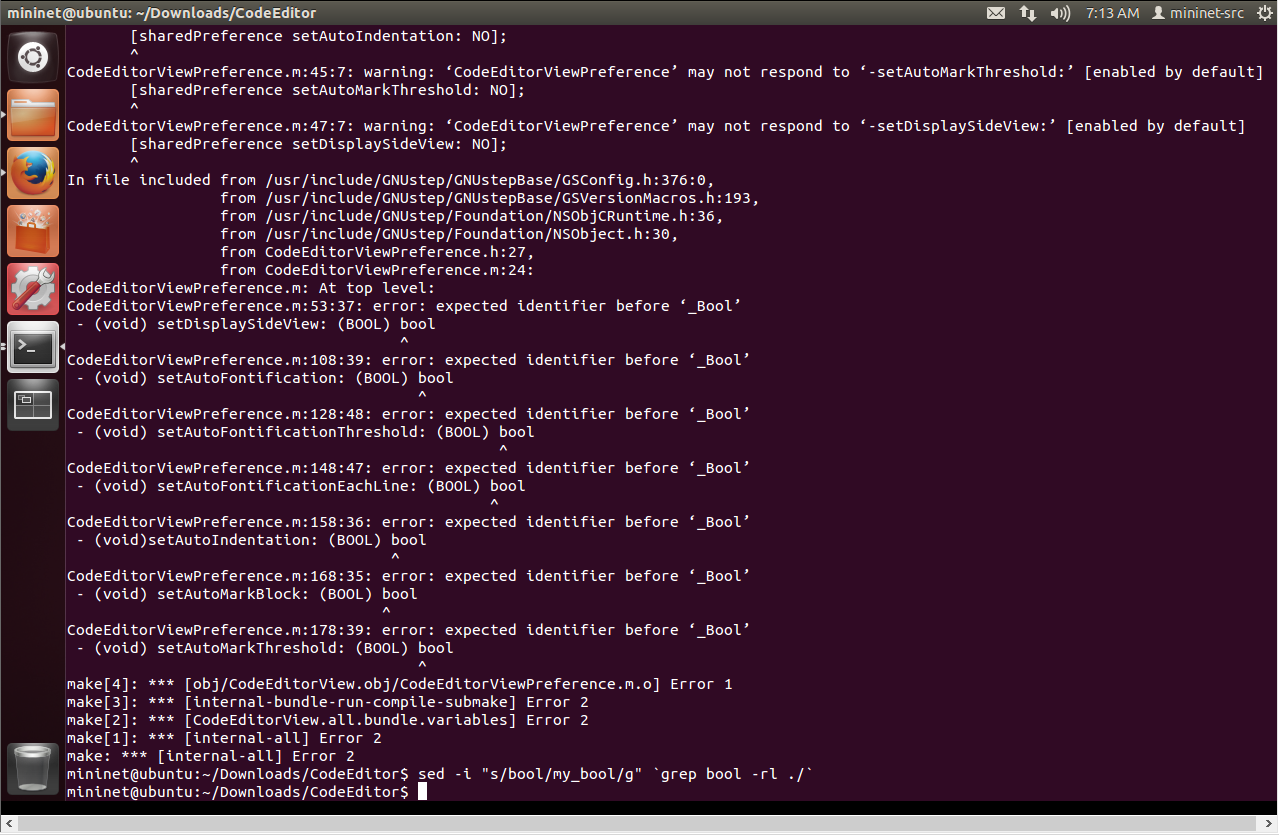 mininet@ubuntu: ~/Downloads/CodeEditor 7:13 AM mininet-src
[sharedPreference setAutoIndentation: NO];
^
CodeEditorViewPreference.m:45:7: warning: ‘CodeEditorViewPreference’ may not respond to ‘-setAutoMarkThreshold:’ [enabled by default]
[sharedPreference setAutoMarkThreshold: NO];
^
CodeEditorViewPreference.m:47:7: warning: ‘CodeEditorViewPreference’ may not respond to ‘-setDisplaySideView:’ [enabled by default]
[sharedPreference setDisplaySideView: NO];
^
In file included from /usr/include/GNUstep/GNUstepBase/GSConfig.h:376:0,
from /usr/include/GNUstep/GNUstepBase/GSVersionMacros.h:193,
from /usr/include/GNUstep/Foundation/NSObjCRuntime.h:36,
from /usr/include/GNUstep/Foundation/NSObject.h:30,
from CodeEditorViewPreference.h:27,
from CodeEditorViewPreference.m:24:
CodeEditorViewPreference.m: At top level:
CodeEditorViewPreference.m:53:37: error: expected identifier before ‘_Bool’
- (void) setDisplaySideView: (BOOL) bool
^
CodeEditorViewPreference.m:108:39: error: expected identifier before ‘_Bool’
- (void) setAutoFontification: (BOOL) bool
^
CodeEditorViewPreference.m:128:48: error: expected identifier before ‘_Bool’
- (void) setAutoFontificationThreshold: (BOOL) bool
^
CodeEditorViewPreference.m:148:47: error: expected identifier before ‘_Bool’
- (void) setAutoFontificationEachLine: (BOOL) bool
^
CodeEditorViewPreference.m:158:36: error: expected identifier before ‘_Bool’
- (void)setAutoIndentation: (BOOL) bool
^
CodeEditorViewPreference.m:168:35: error: expected identifier before ‘_Bool’
- (void) setAutoMarkBlock: (BOOL) bool
^
CodeEditorViewPreference.m:178:39: error: expected identifier before ‘_Bool’
- (void) setAutoMarkThreshold: (BOOL) bool
^
make[4]: *** [obj/CodeEditorView.obj/CodeEditorViewPreference.m.o] Error 1
make[3]: *** [internal-bundle-run-compile-submake] Error 2
make[2]: *** [CodeEditorView.all.bundle.variables] Error 2
make[1]: *** [internal-all] Error 2
make: *** [internal-all] Error 2
mininet@ubuntu:~/Downloads/CodeEditor$ sed -i "s/bool/my_bool/g" `grep bool -rl ./`
mininet@ubuntu:~/Downloads/CodeEditor$